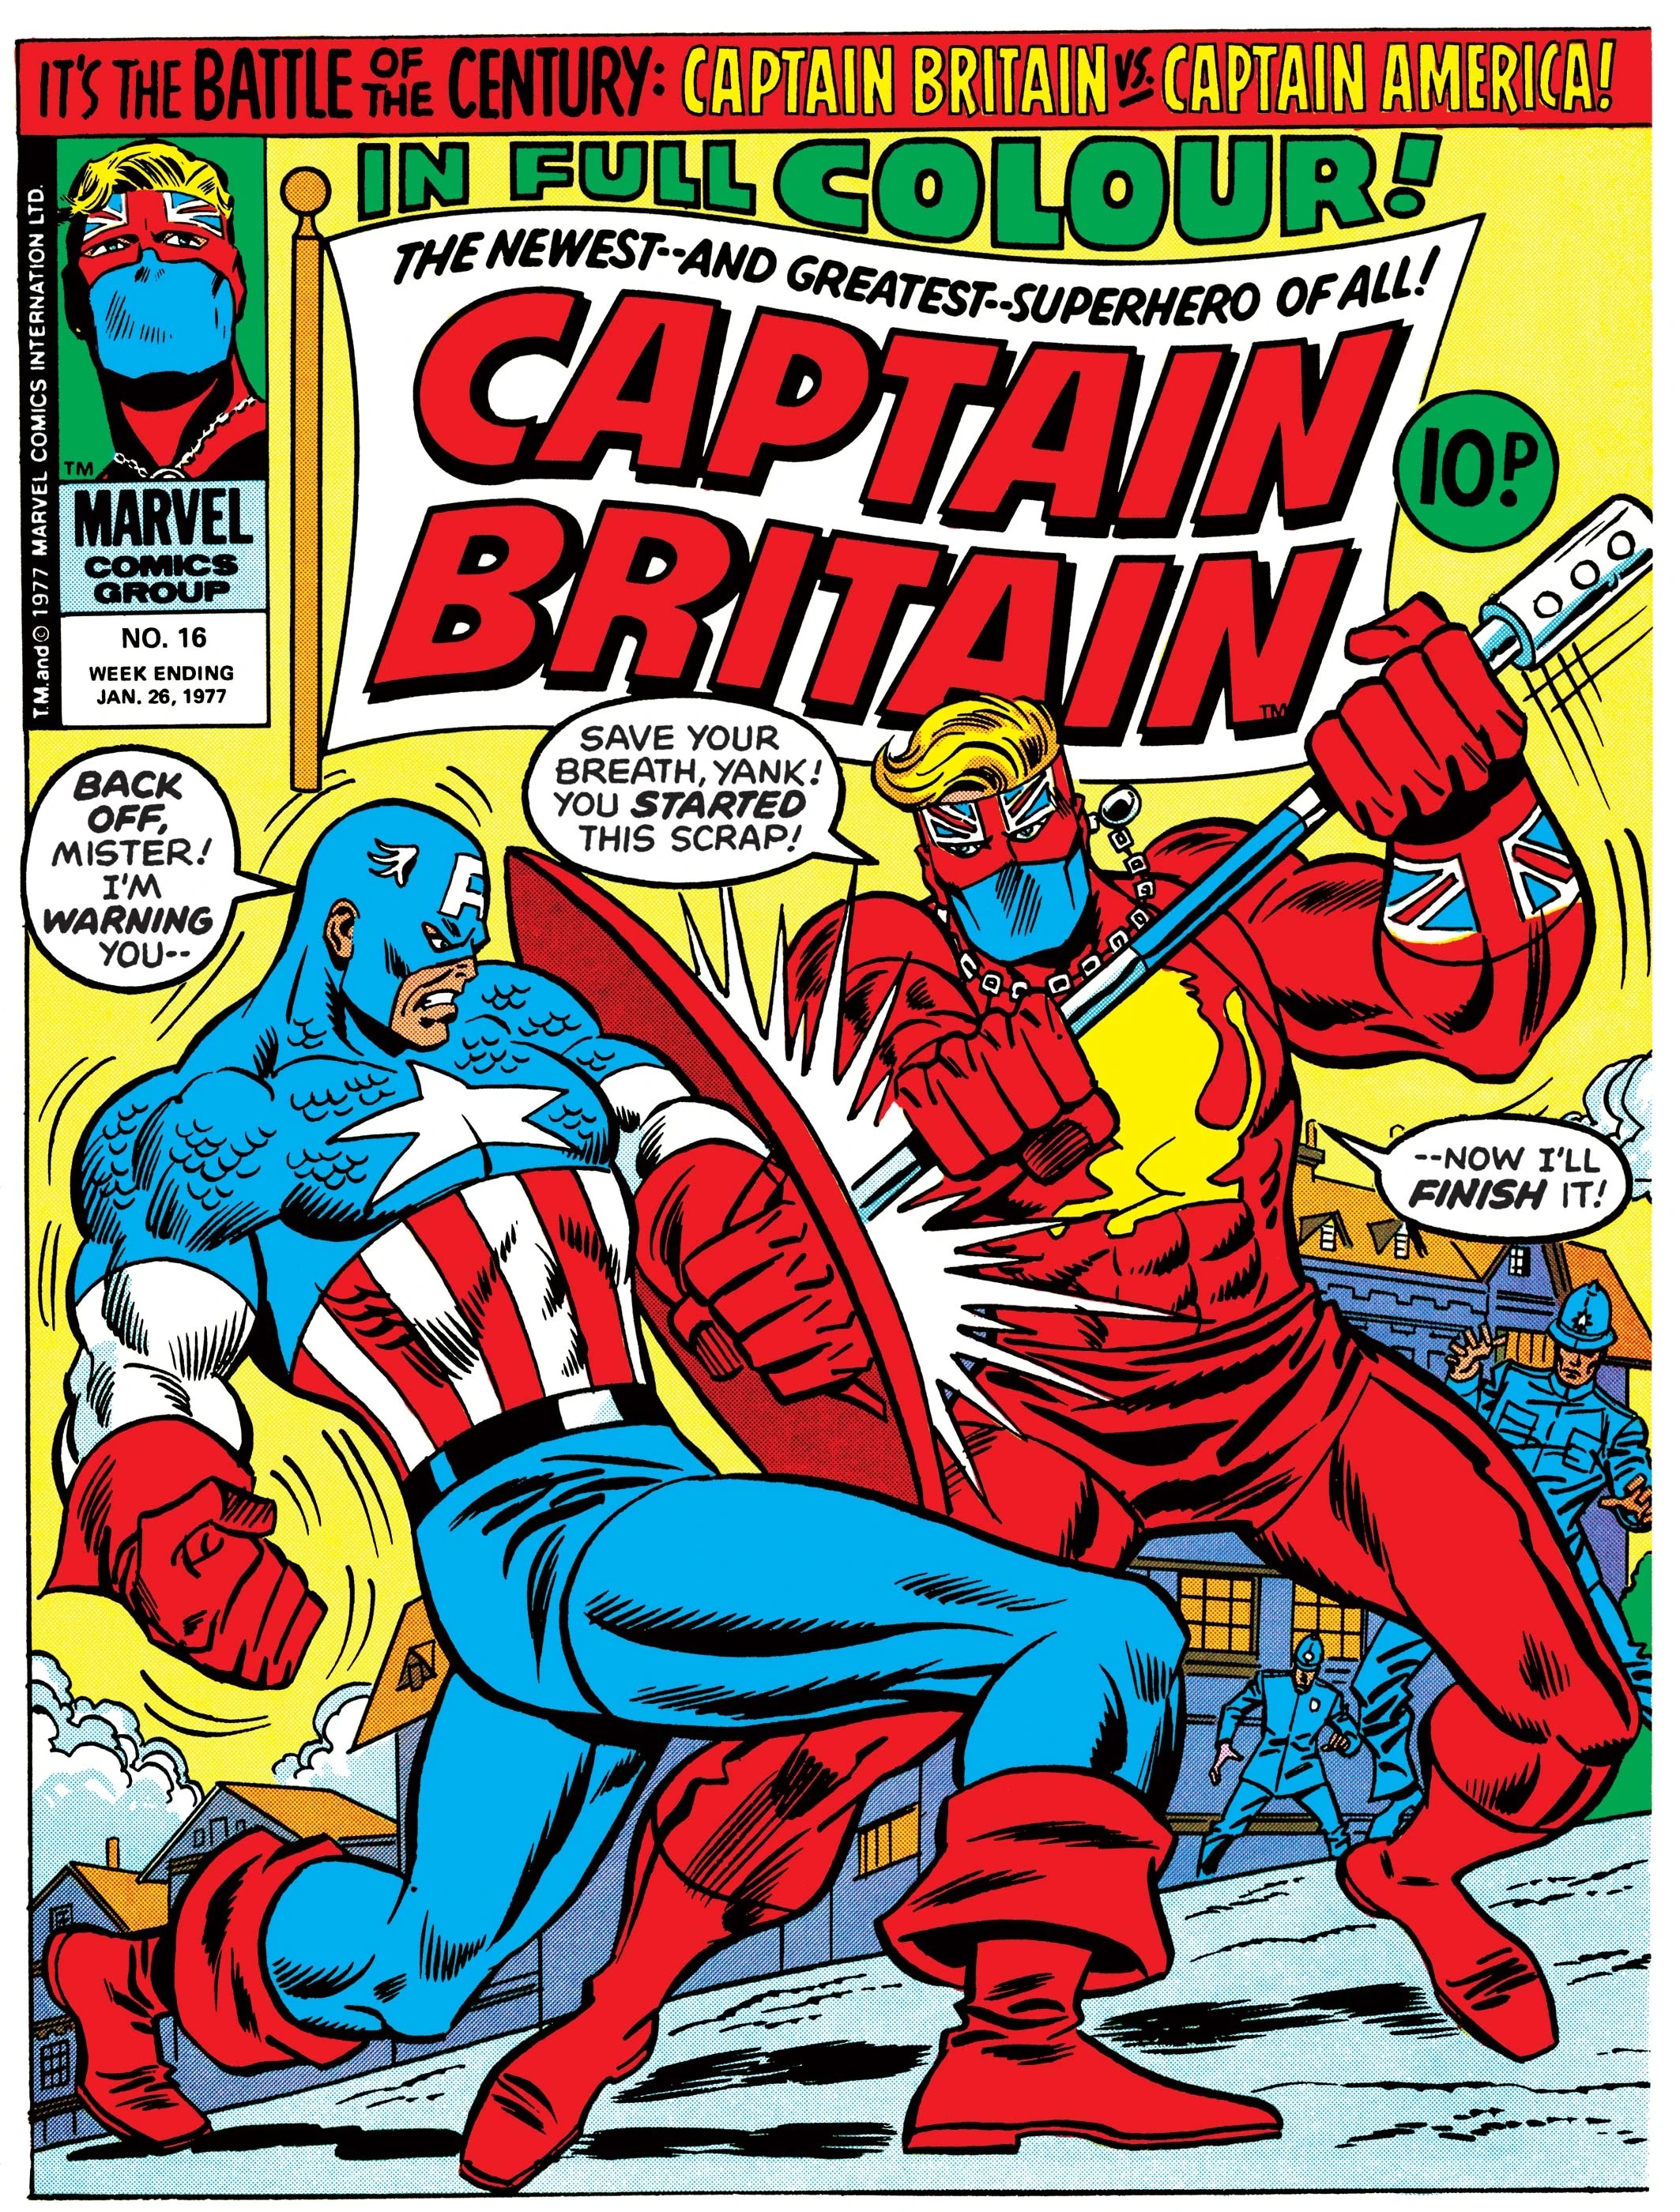 IT'S THE BATTLE OF THE CENTURY: CAPTAIN BRITAIN VS. CAPTAIN AMERICA!
IN FULL COLOUR!
THE NEWEST--AND GREATEST--SUPERHERO OF ALL!
CAPTAIN
BRITAIN
TM
10P
T.M. and © 1977 MARVEL COMICS INTERNATION LTD.
TM
MARVEL
COMICS
GROUP
NO. 16
WEEK ENDING
JAN. 26, 1977
BACK
OFF,
MISTER!
I'M
WARNING
YOU--
SAVE YOUR
BREATH, YANK!
YOU STARTED
THIS SCRAP!
--NOW I'LL
FINISH IT!
A